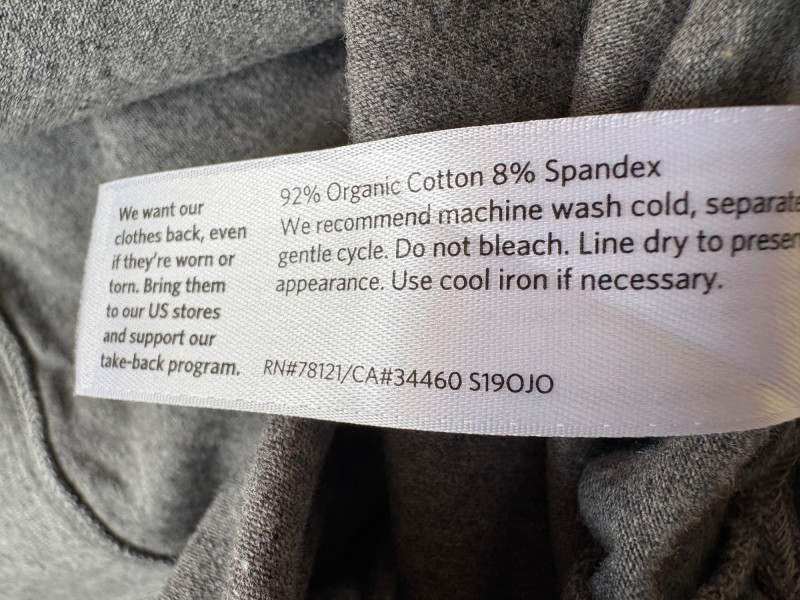 We want our
clothes back, even
if they're worn or
torn. Bring them
to our US stores
and support our
take-back program.
92% Organic Cotton 8% Spandex
We recommend machine wash cold, separate
gentle cycle. Do not bleach. Line dry to preser
appearance. Use cool iron if necessary.
RN#78121/CA#34460 S19OJO